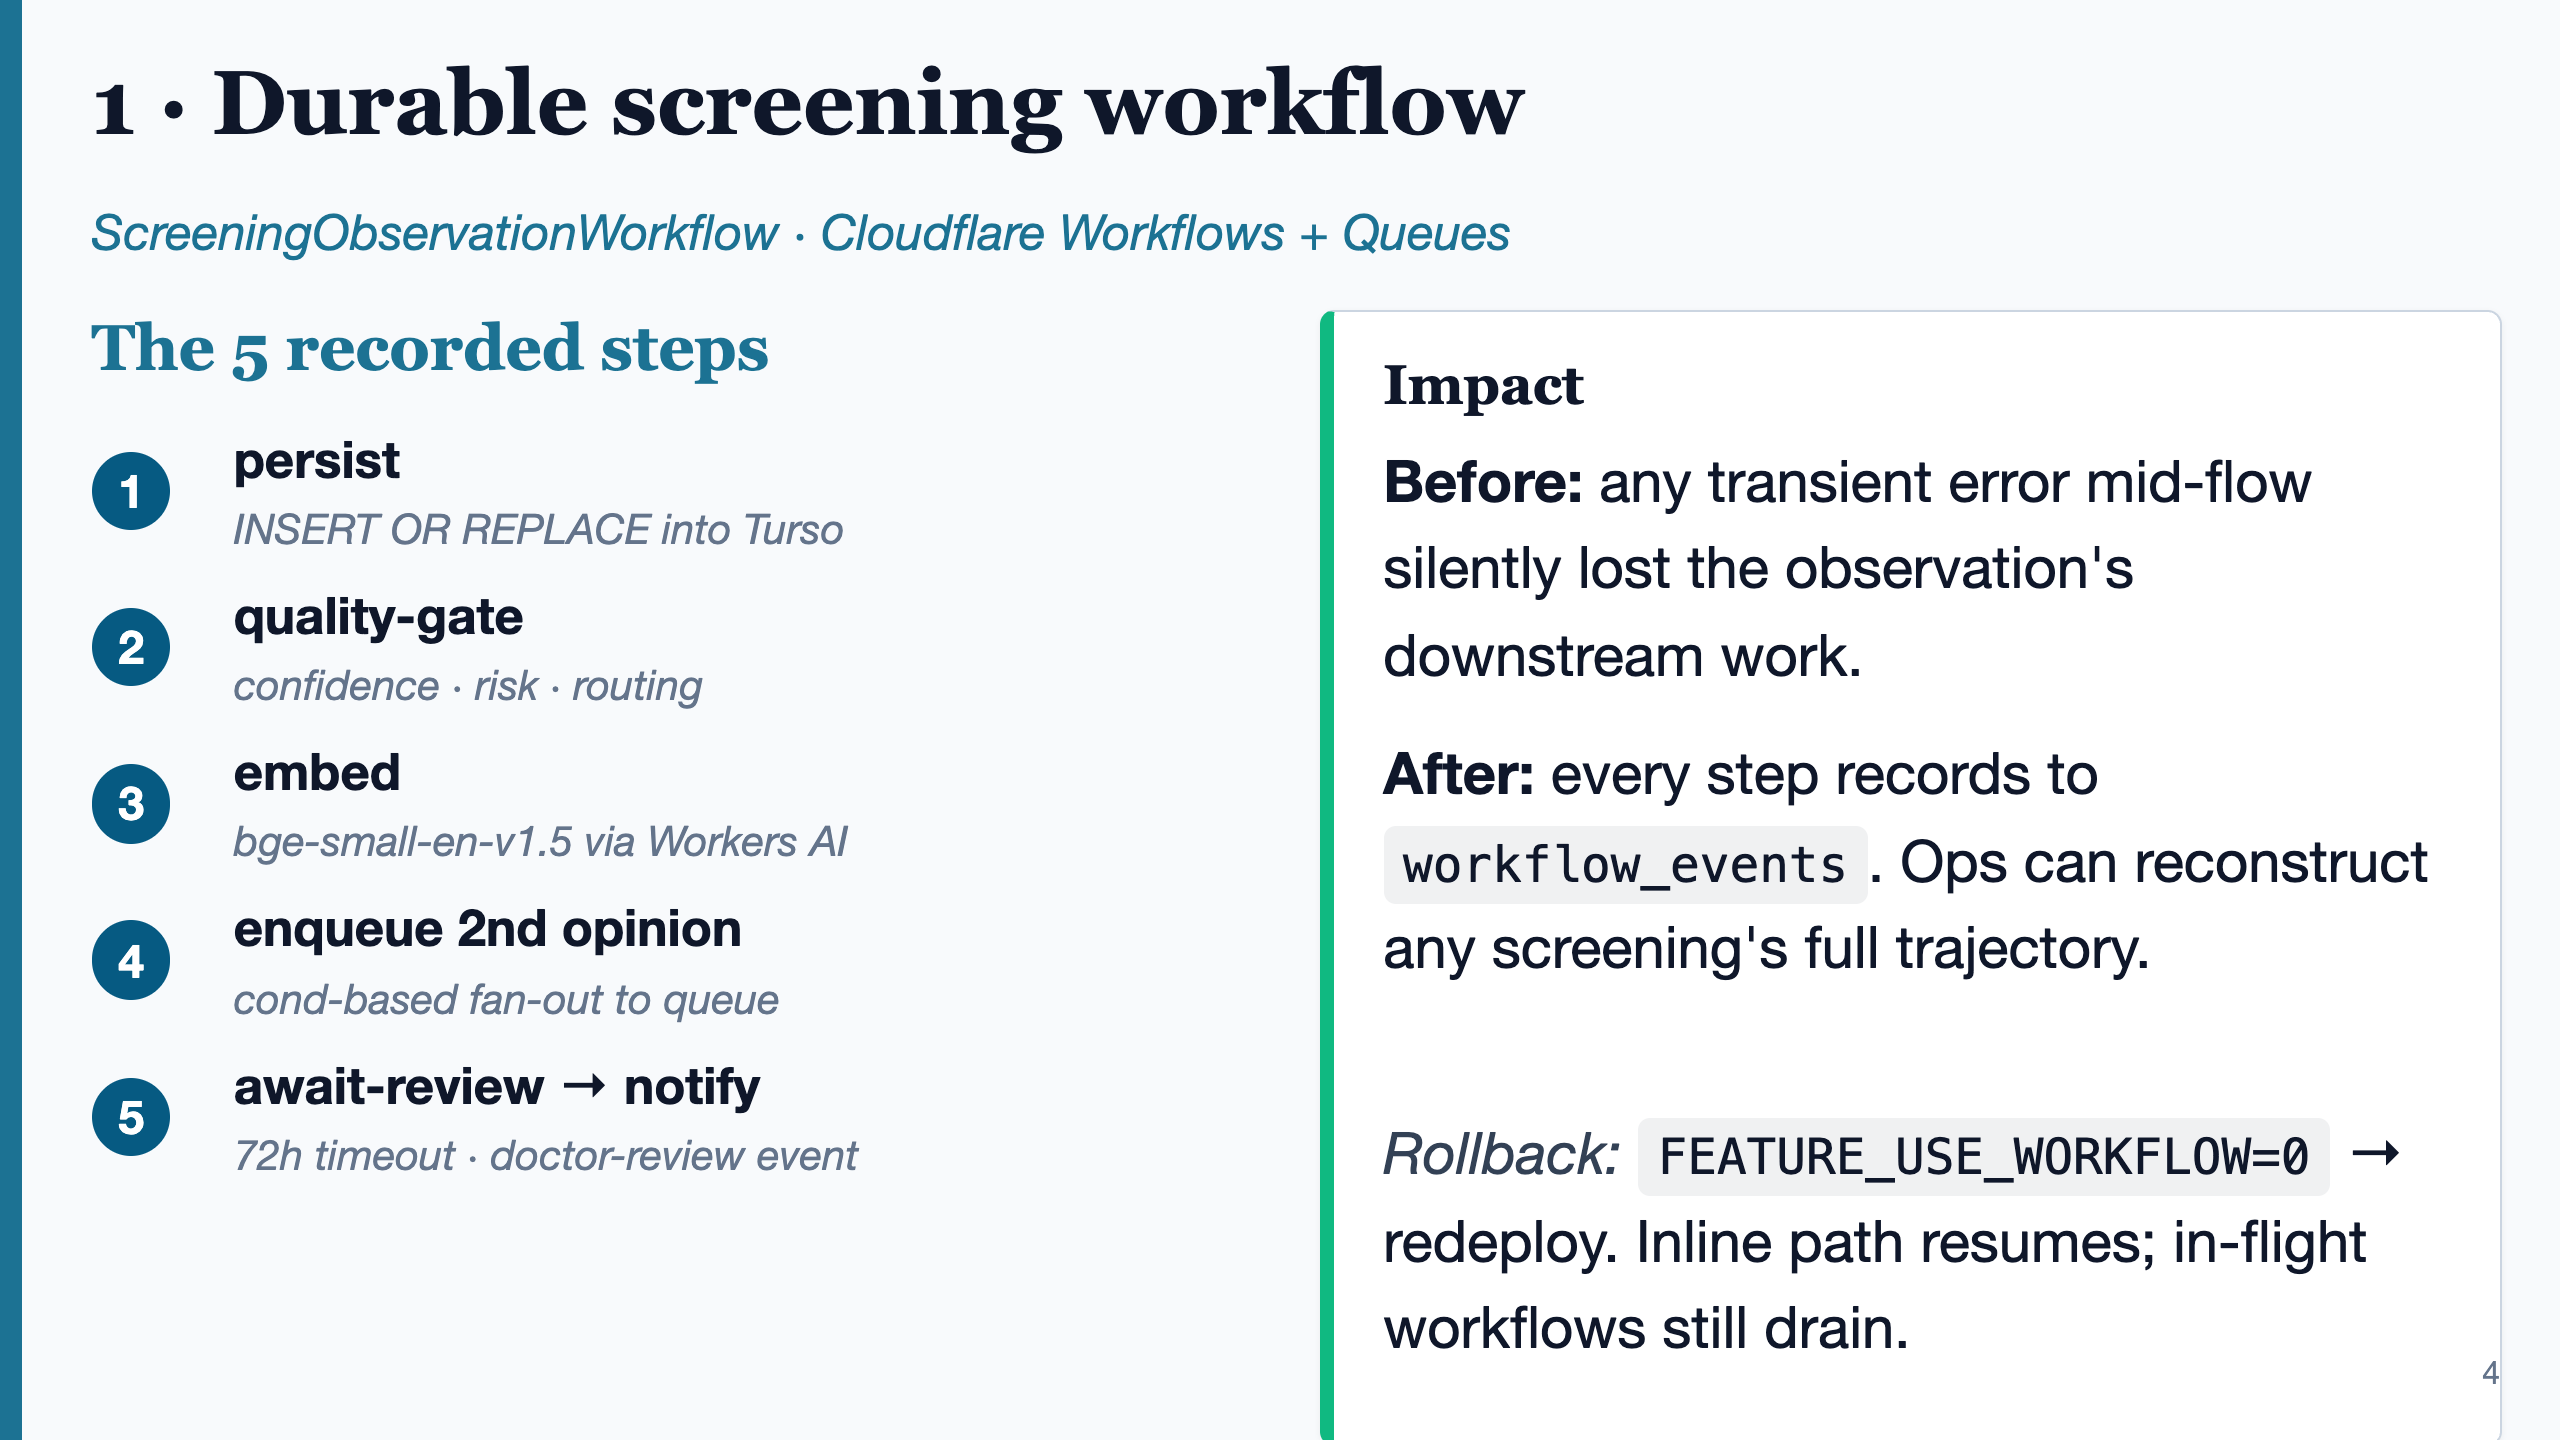 1 · Durable screening workflow
ScreeningObservationWorkflow · Cloudflare Workflows + Queues
The 5 recorded steps
1
persist
INSERT OR REPLACE into Turso
2
quality-gate
confidence · risk · routing
3
embed
bge-small-en-v1.5 via Workers AI
4
enqueue 2nd opinion
cond-based fan-out to queue
5
await-review → notify
72h timeout · doctor-review event
Impact
Before: any transient error mid-flow
silently lost the observation's
downstream work.
After: every step records to
workflow_events. Ops can reconstruct
any screening's full trajectory.
Rollback: FEATURE_USE_WORKFLOW=0 →
redeploy. Inline path resumes; in-flight
workflows still drain.
4